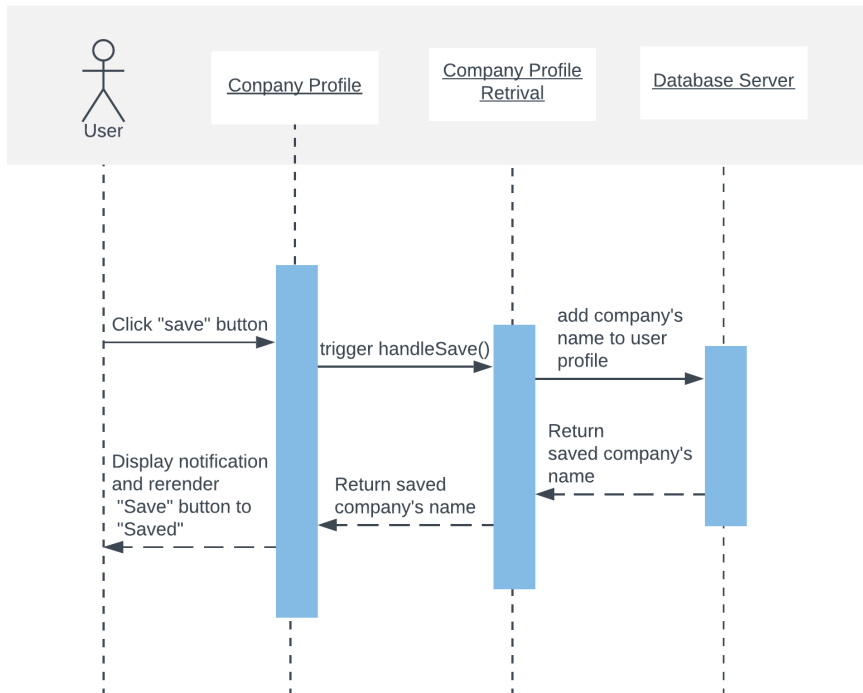 User
Conpany Profile
Company Profile
Retrival
Database Server
Click "save" button
trigger handleSave()
add company's
name to user
profile
Return
saved company's
name
Return saved
company's name
Display notification
and rerender
"Save" button to
"Saved"